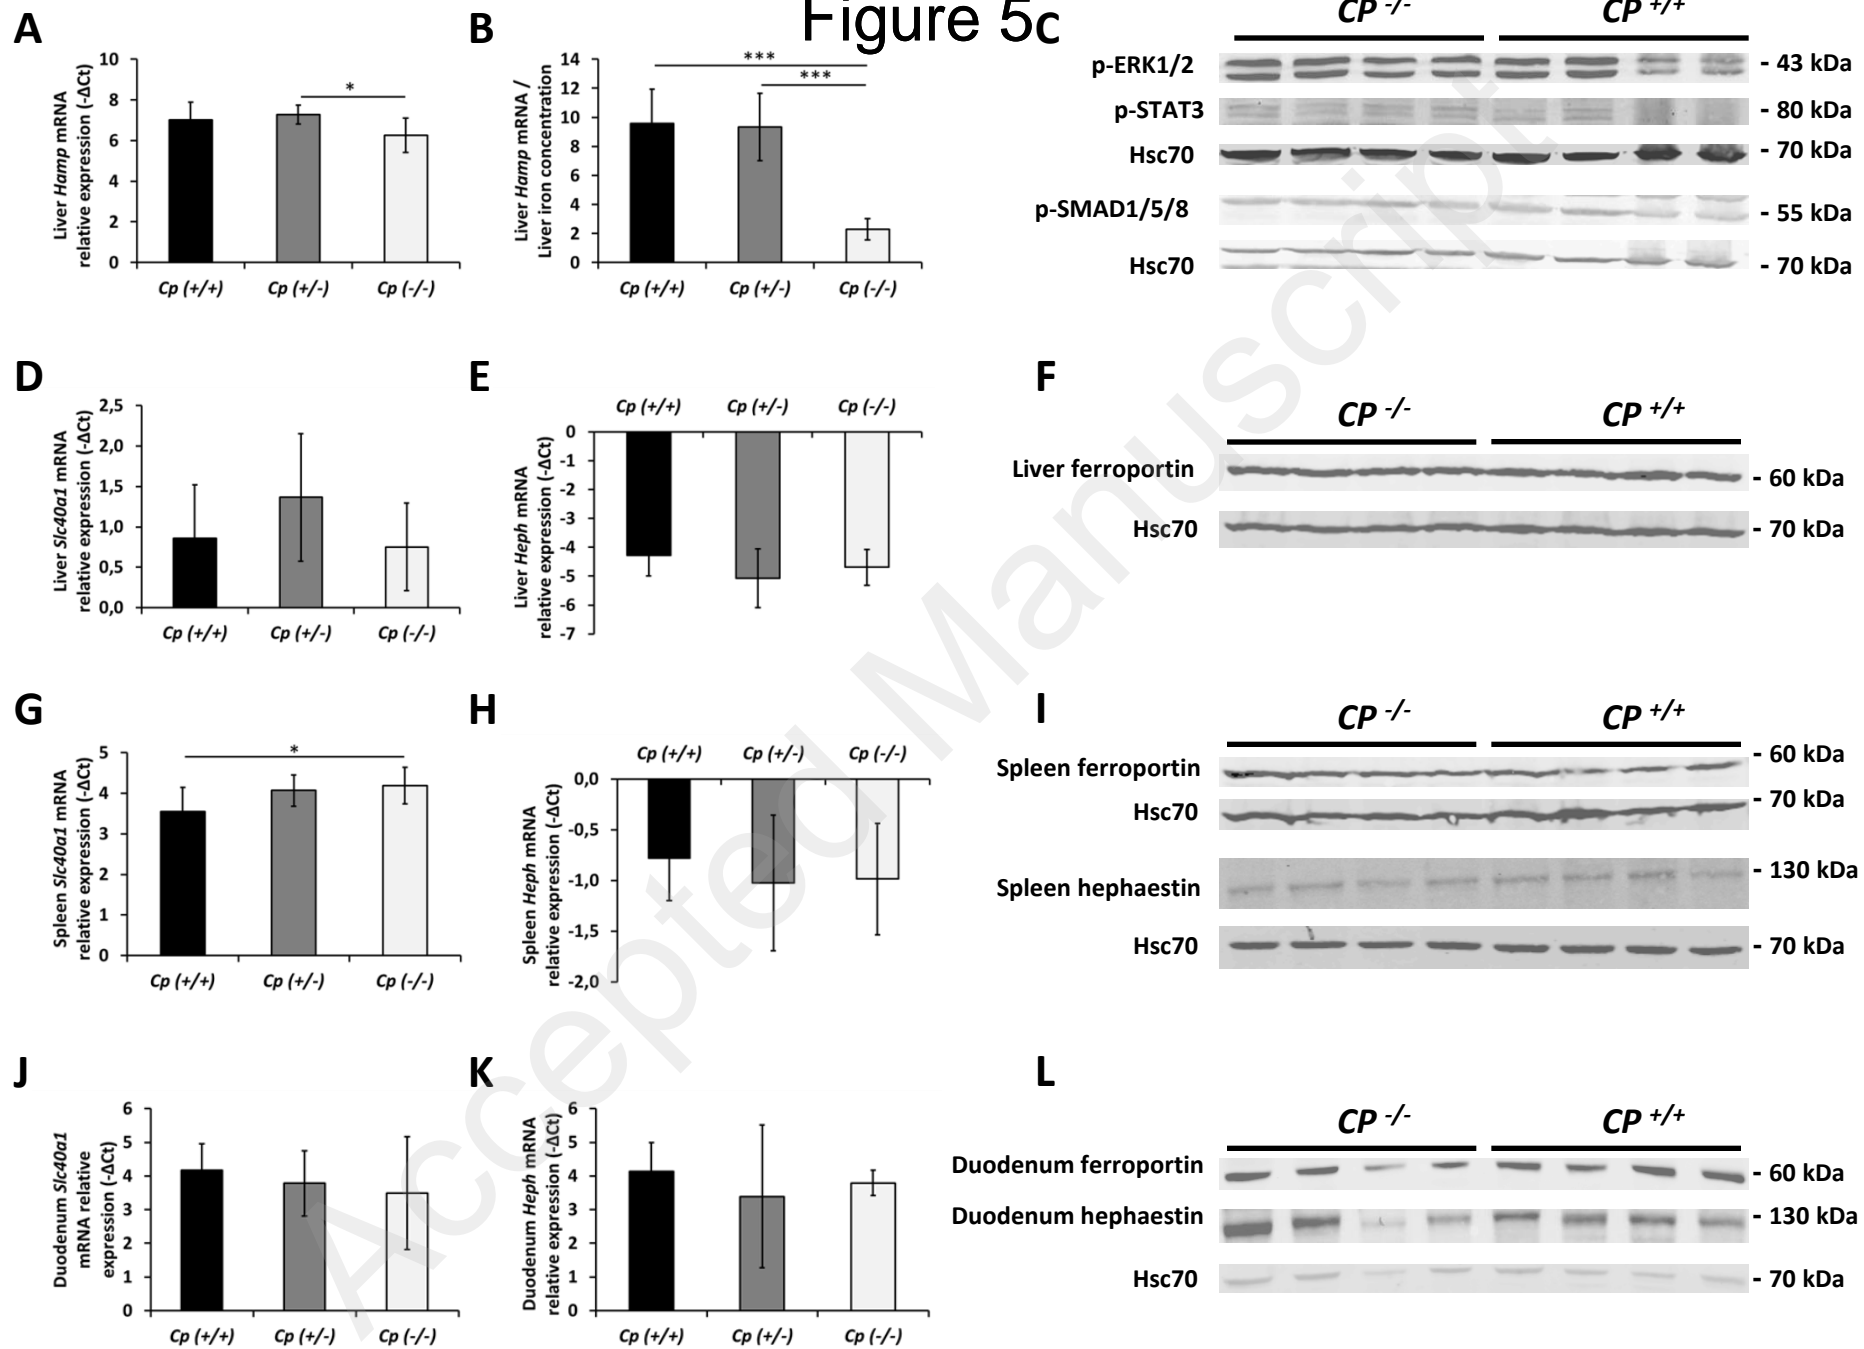 Figure 5c
A
Liver Hamp mRNA
relative expression (-ΔCt)
10
8
6
4
2
0
*
Cp (+/+) Cp (+/-) Cp (-/-)
B
Liver Hamp mRNA /
Liver iron concentration
14
12
10
8
6
4
2
0
***
***
Cp (+/+) Cp (+/-) Cp (-/-)
CP -/- CP +/+
p-ERK1/2 - 43 kDa
p-STAT3 - 80 kDa
Hsc70 - 70 kDa
p-SMAD1/5/8 - 55 kDa
Hsc70 - 70 kDa
D
Liver Slc40a1 mRNA
relative expression (-ΔCt)
2,5
2,0
1,5
1,0
0,5
0,0
Cp (+/+) Cp (+/-) Cp (-/-)
E
Liver Heph mRNA
relative expression (-ΔCt)
Cp (+/+) Cp (+/-) Cp (-/-)
0
-1
-2
-3
-4
-5
-6
-7
F
CP -/- CP +/+
Liver ferroportin - 60 kDa
Hsc70 - 70 kDa
G
Spleen Slc40a1 mRNA
relative expression (-ΔCt)
5
4
3
2
1
0
*
Cp (+/+) Cp (+/-) Cp (-/-)
H
Spleen Heph mRNA
relative expression (-ΔCt)
Cp (+/+) Cp (+/-) Cp (-/-)
0,0
-0,5
-1,0
-1,5
-2,0
I
CP -/- CP +/+
Spleen ferroportin - 60 kDa
Hsc70 - 70 kDa
Spleen hephaestin - 130 kDa
Hsc70 - 70 kDa
J
Duodenum Slc40a1
mRNA relative
expression (-ΔCt)
6
5
4
3
2
1
0
Cp (+/+) Cp (+/-) Cp (-/-)
K
Duodenum Heph mRNA
relative expression (-ΔCt)
6
5
4
3
2
1
0
Cp (+/+) Cp (+/-) Cp (-/-)
L
CP -/- CP +/+
Duodenum ferroportin - 60 kDa
Duodenum hephaestin - 130 kDa
Hsc70 - 70 kDa
Accepted Manuscript